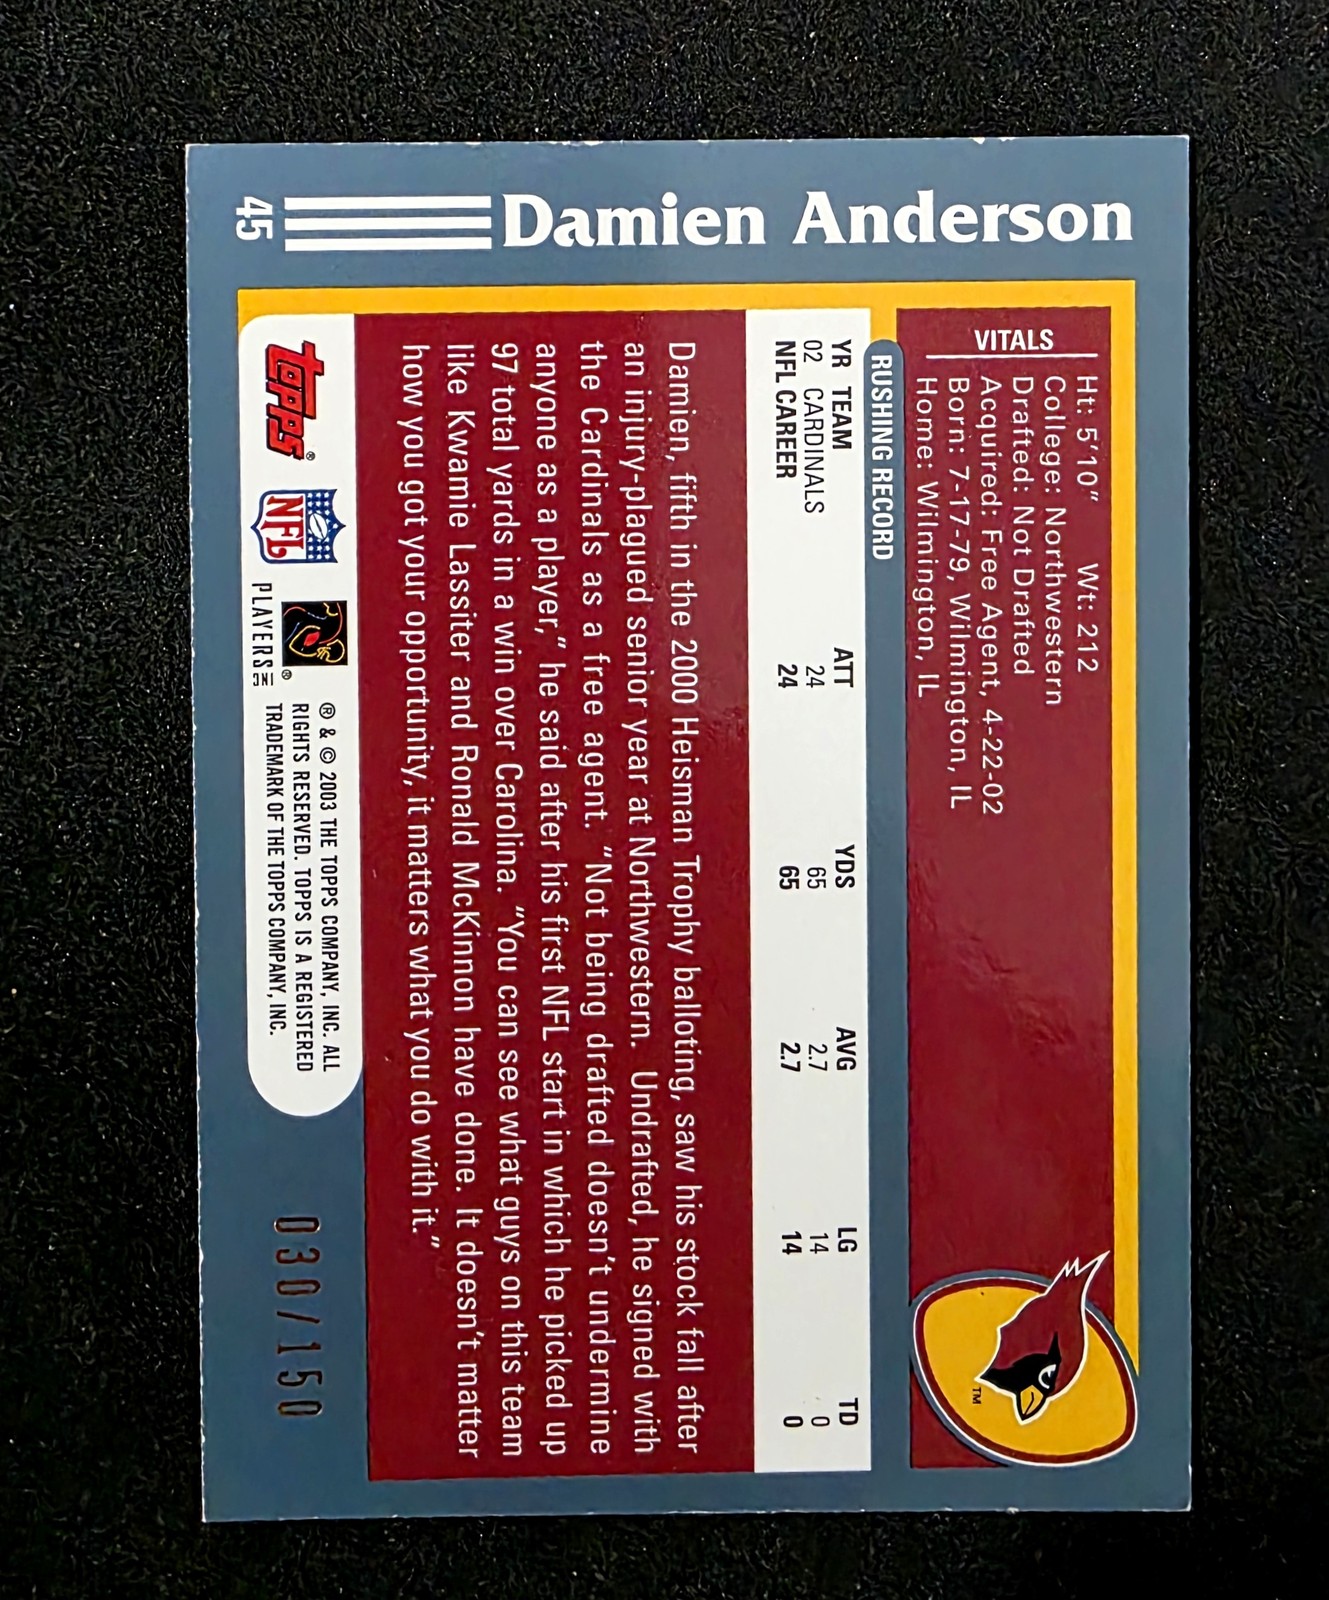 Damien Anderson
45
VITALS
Ht: 5'10" Wt: 212
College: Northwestern
Drafted: Not Drafted
Acquired: Free Agent, 4-22-02
Born: 7-17-79, Wilmington, IL
Home: Wilmington, IL
RUSHING RECORD
YR TEAM ATT YDS AVG LG TD
02 CARDINALS 24 65 2.7 14 0
NFL CAREER 24 65 2.7 14 0
Damien, fifth in the 2000 Heisman Trophy balloting, saw his stock fall after
an injury-plagued senior year at Northwestern. Undrafted, he signed with
the Cardinals as a free agent. "Not being drafted doesn't undermine
anyone as a player," he said after his first NFL start in which he picked up
97 total yards in a win over Carolina. "You can see what guys on this team
like Kwamie Lassiter and Ronald McKinnon have done. It doesn't matter
how you got your opportunity, it matters what you do with it."
topps®
NFL
PLAYERS INC ®
® & © 2003 THE TOPPS COMPANY, INC. ALL
RIGHTS RESERVED. TOPPS IS A REGISTERED
TRADEMARK OF THE TOPPS COMPANY, INC.
030/150
TM